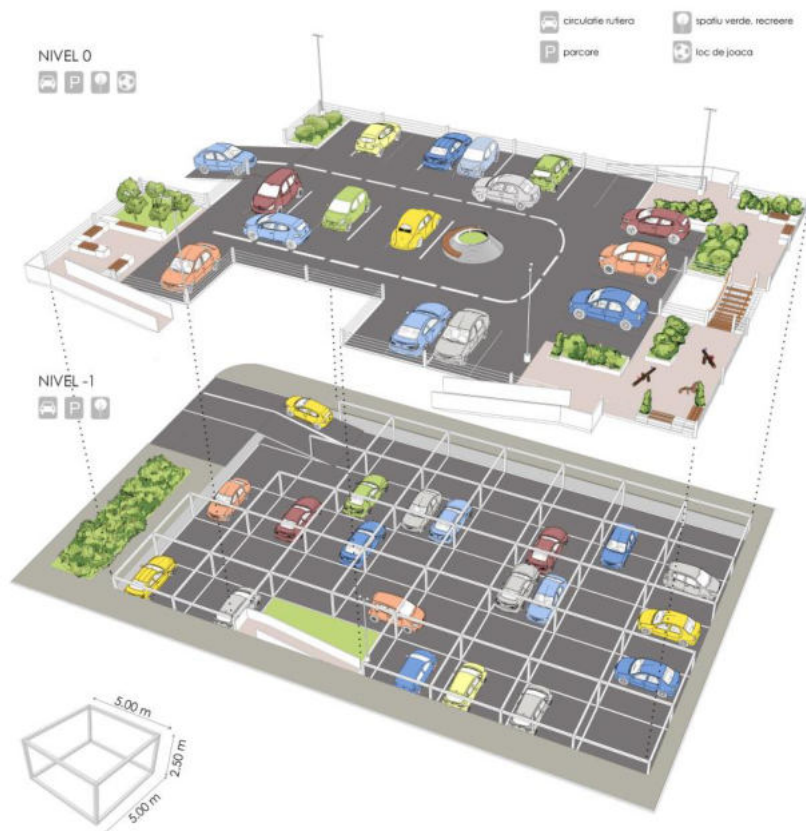 circulatie rutiera
spatiu verde, recreere
P parcare
loc de joaca
NIVEL 0
P
NIVEL -1
P
5.00 m
2.50 m
5.00 m